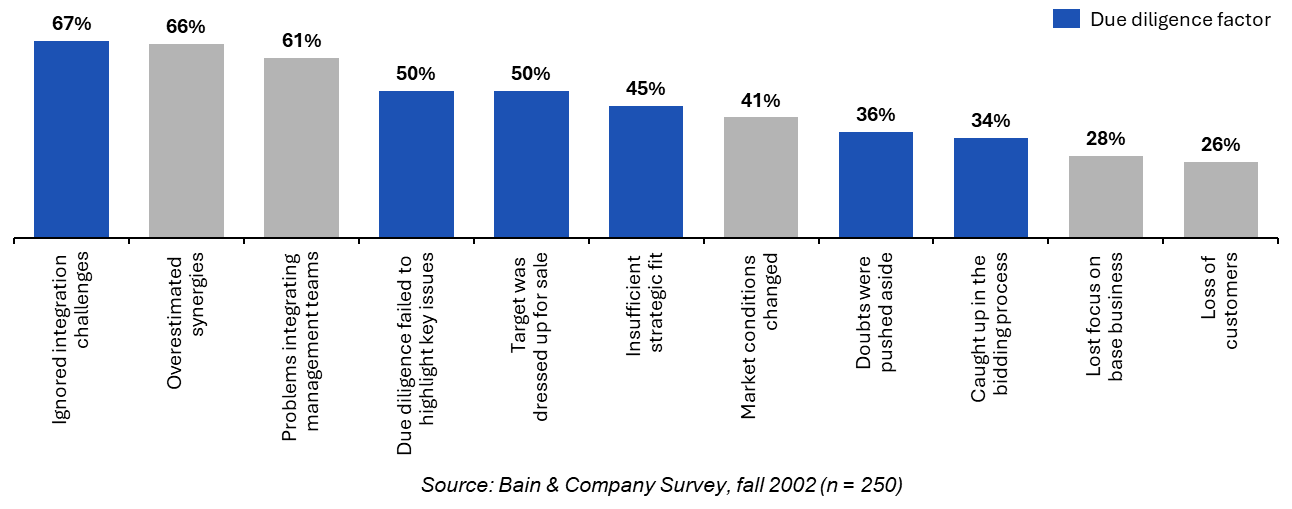 67%
66%
61%
50%
50%
45%
41%
36%
34%
28%
26%
Due diligence factor
Ignored integration
challenges
Overestimated
synergies
Problems integrating
management teams
Due diligence failed to
highlight key issues
Target was
dressed up for sale
Insufficient
strategic fit
Market conditions
changed
Doubts were
pushed aside
Caught up in the
bidding process
Lost focus on
base business
Loss of
customers
Source: Bain & Company Survey, fall 2002 (n = 250)